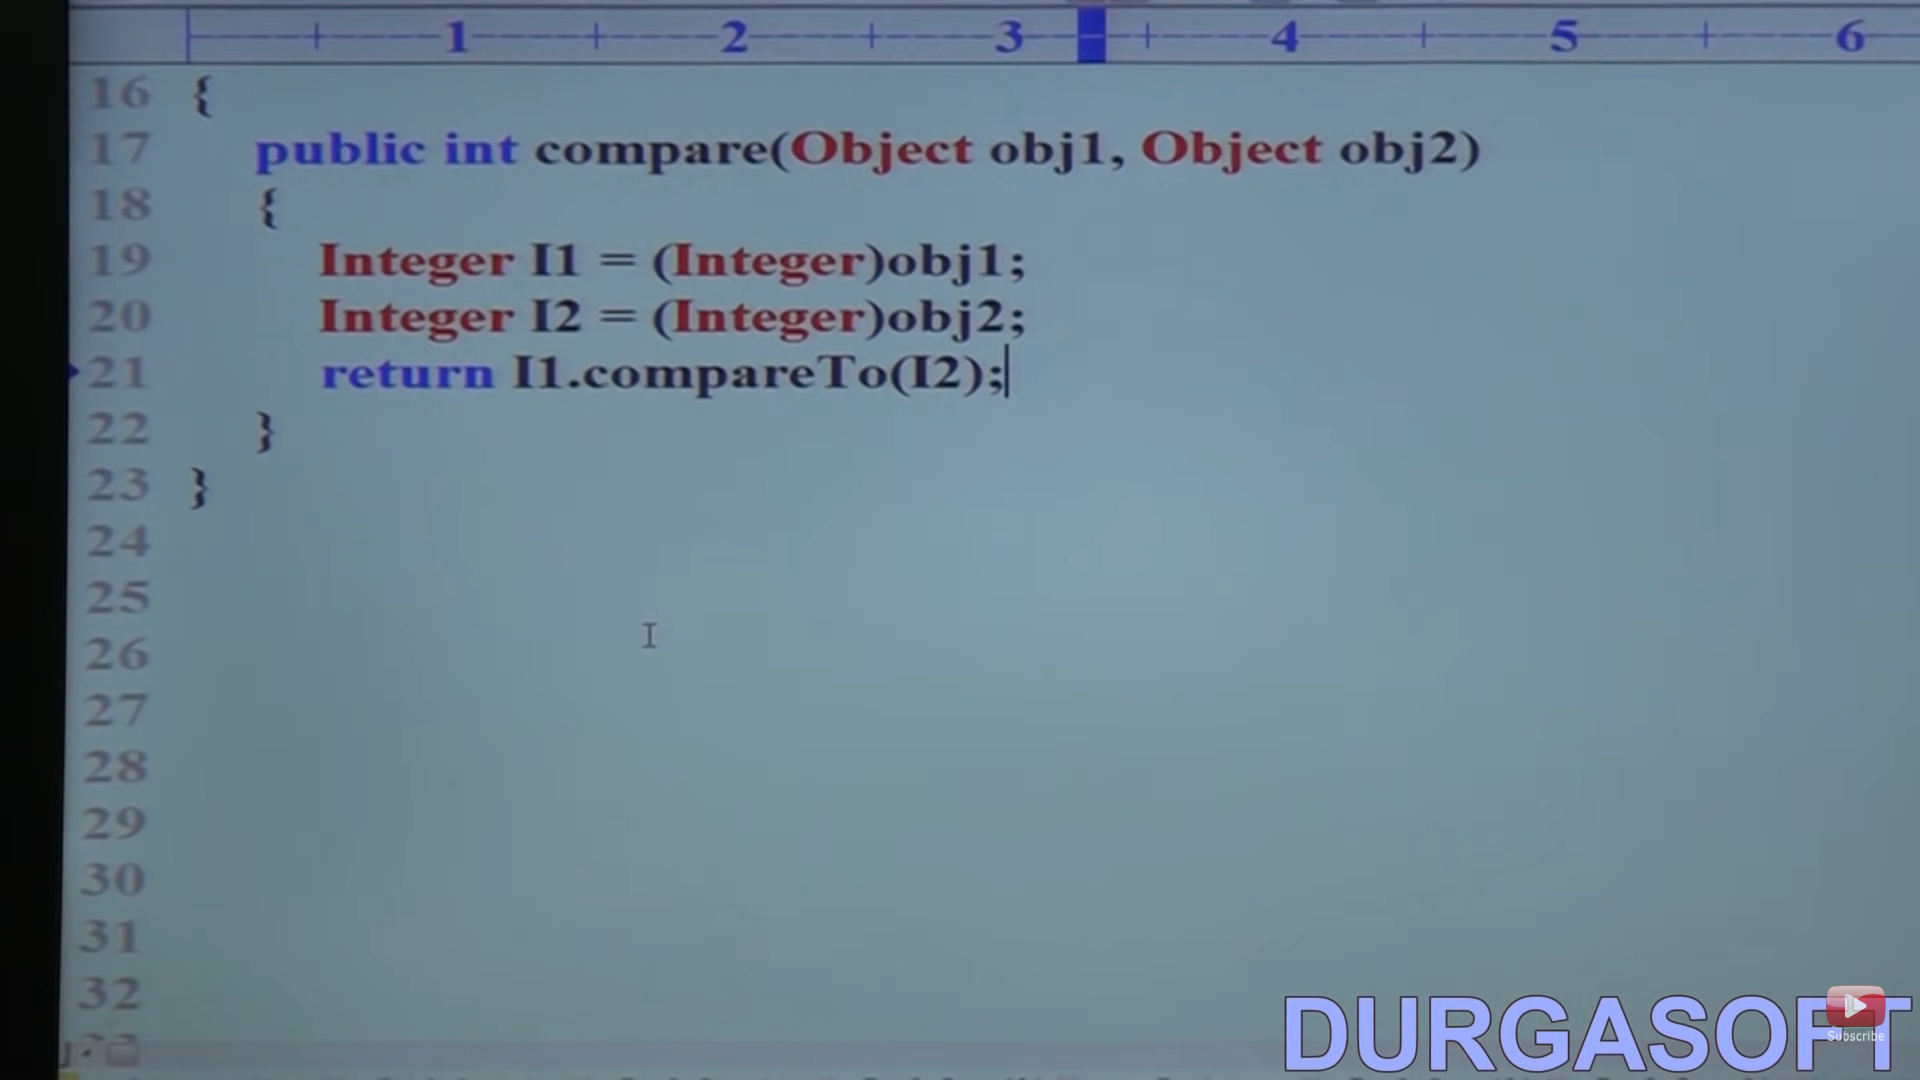 1 2 3 4 5 6
16 {
17 public int compare(Object obj1, Object obj2)
18 {
19 Integer I1 = (Integer)obj1;
20 Integer I2 = (Integer)obj2;
21 return I1.compareTo(I2);
22 }
23 }
24
25
26
27
28
29
30
31
32
DURGASOFT
Subscribe